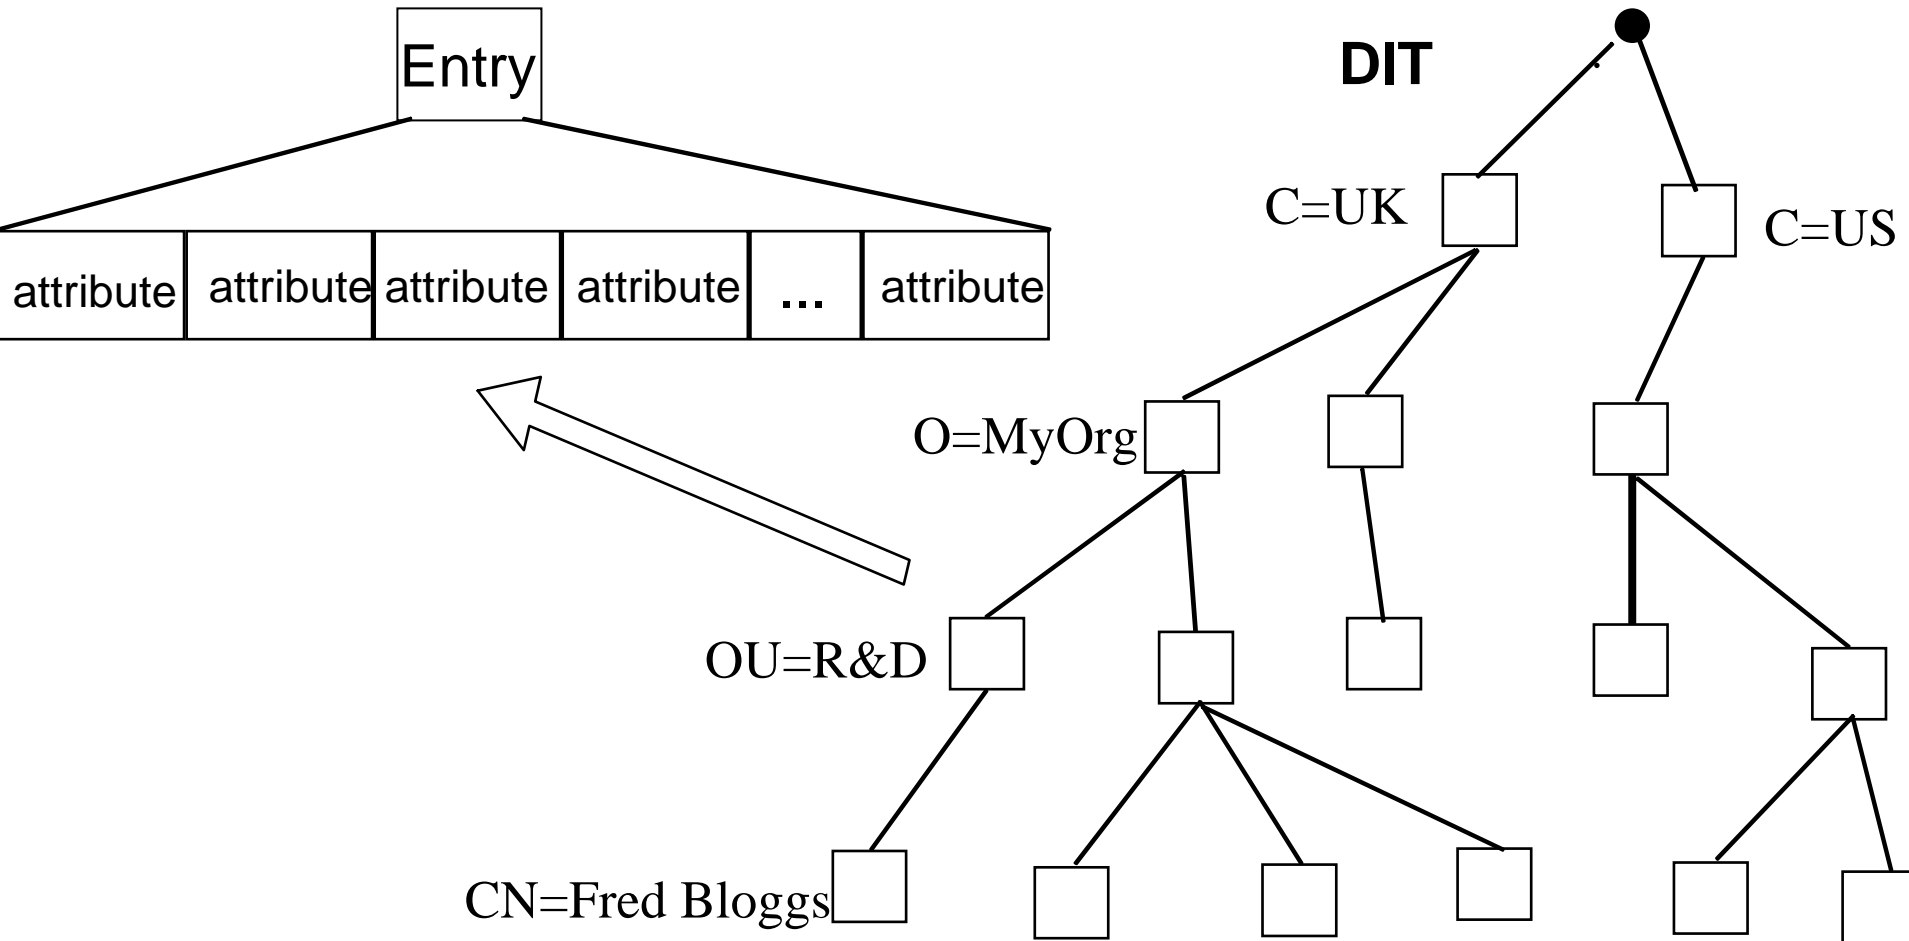 Entry
attribute attribute attribute attribute ... attribute
DIT
C=UK
C=US
O=MyOrg
OU=R&D
CN=Fred Bloggs